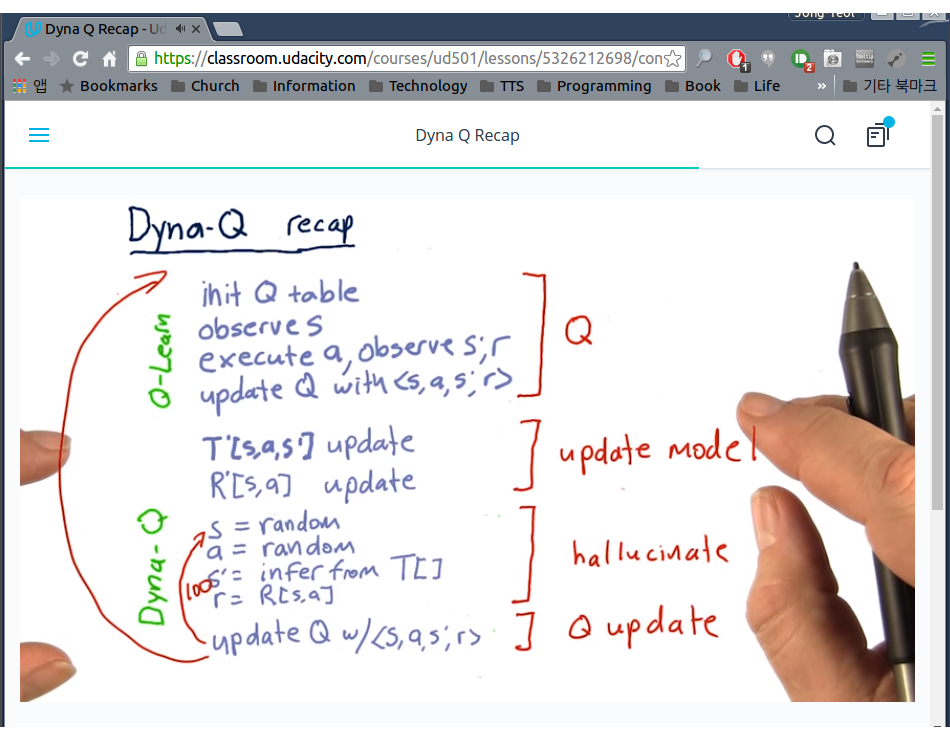 Dyna Q Recap - Ud
Jong Yeol
https://classroom.udacity.com/courses/ud501/lessons/5326212698/con
1
2
앱 Bookmarks Church Information Technology TTS Programming Book Life » 기타 북마크
Dyna Q Recap
Dyna-Q recap
init Q table
observe s
execute a, observe s', r
update Q with <s, a, s', r>
Q-Learn
Q
T'[s,a,s'] update
R'[s,a] update
update model
Dyna-Q
s = random
a = random
s' = infer from T[]
r = R[s,a]
100
hallucinate
update Q w/<s, a, s', r>
Q update